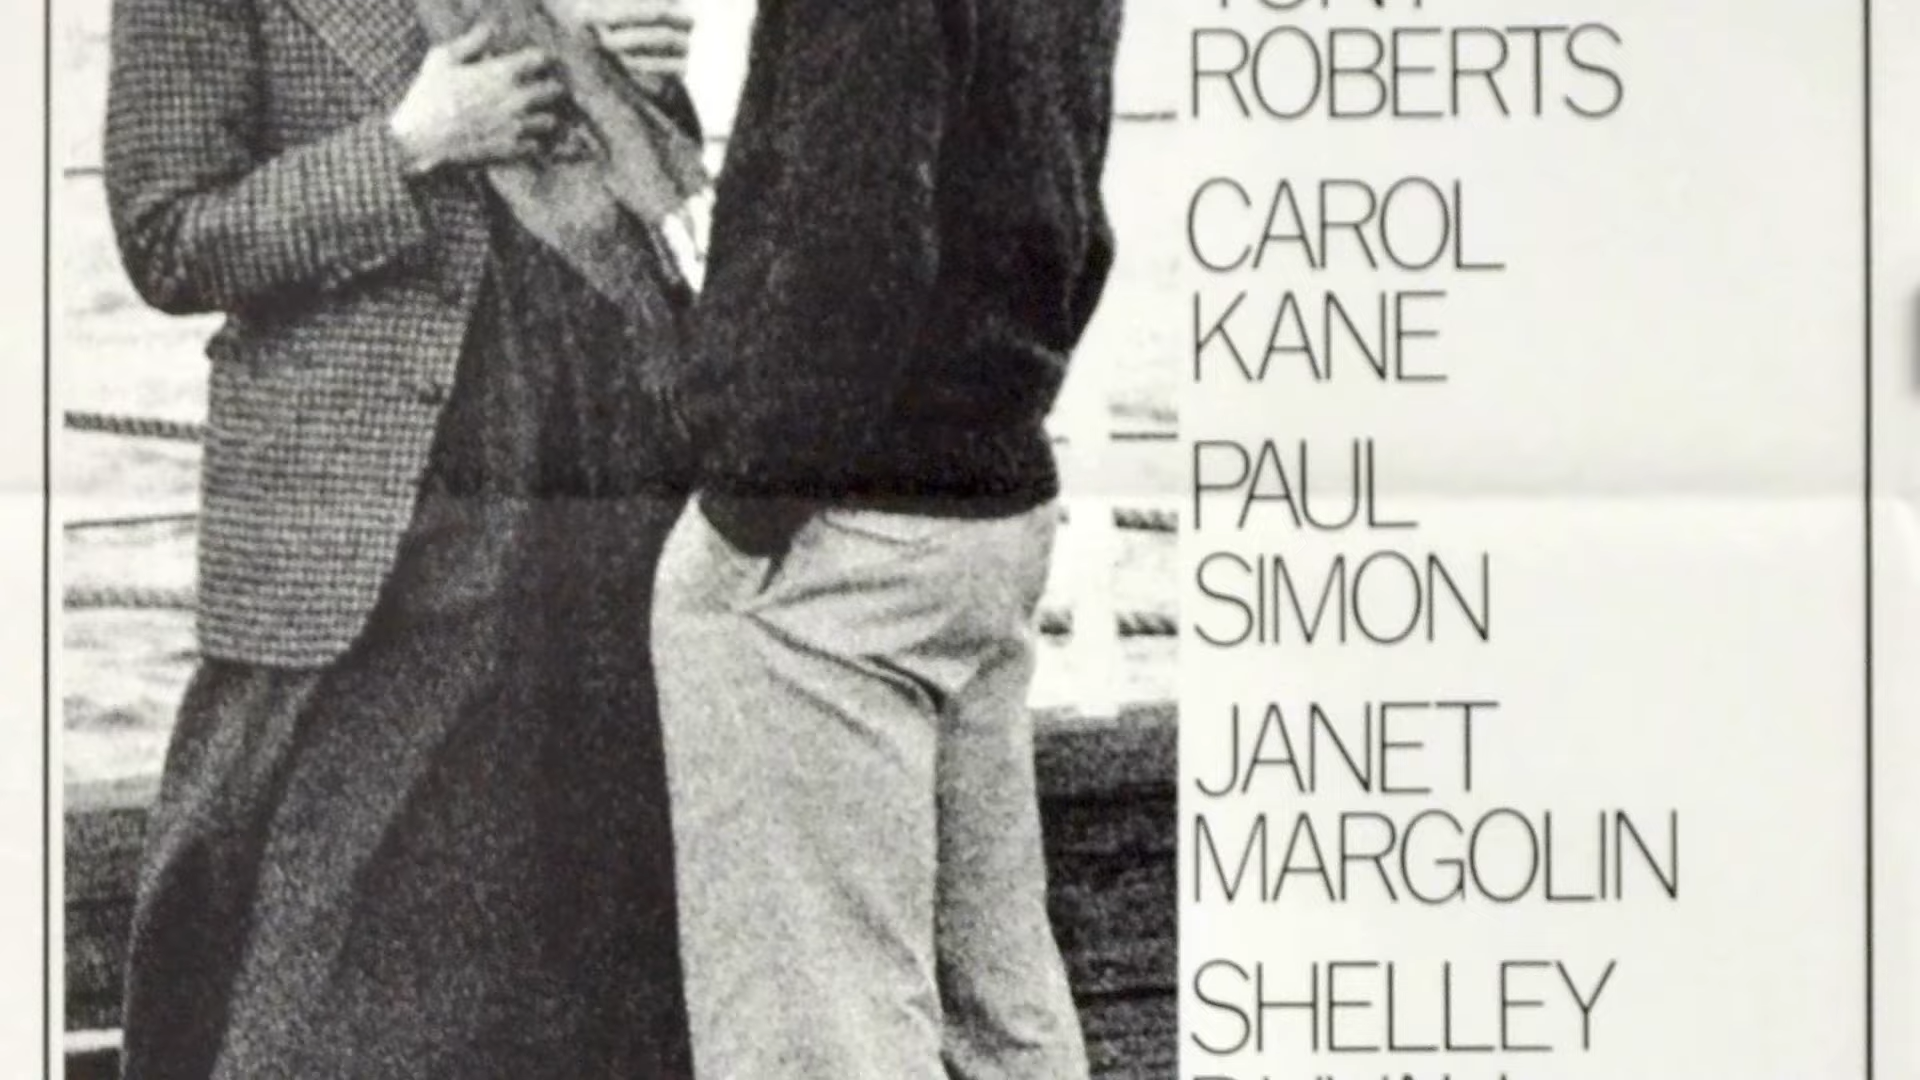 ROBERTS
CAROL
KANE
PAUL
SIMON
JANET
MARGOLIN
SHELLEY